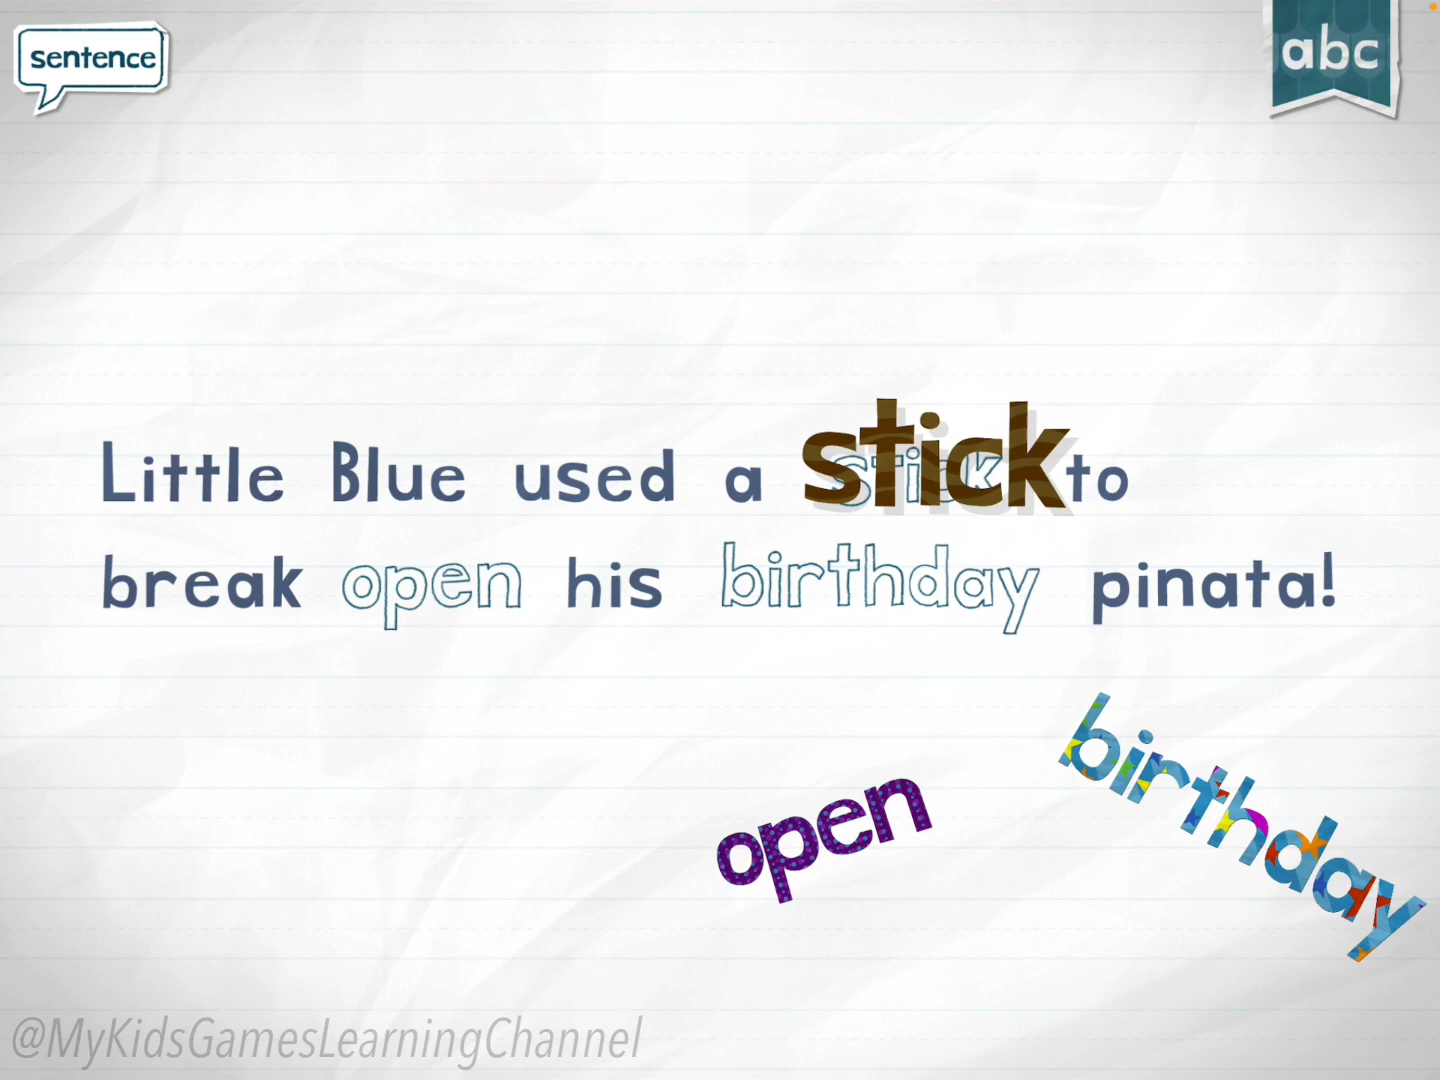 sentence
abc
Little Blue used a stick to
break open his birthday pinata!
open
birthday
@MyKidsGamesLearningChannel